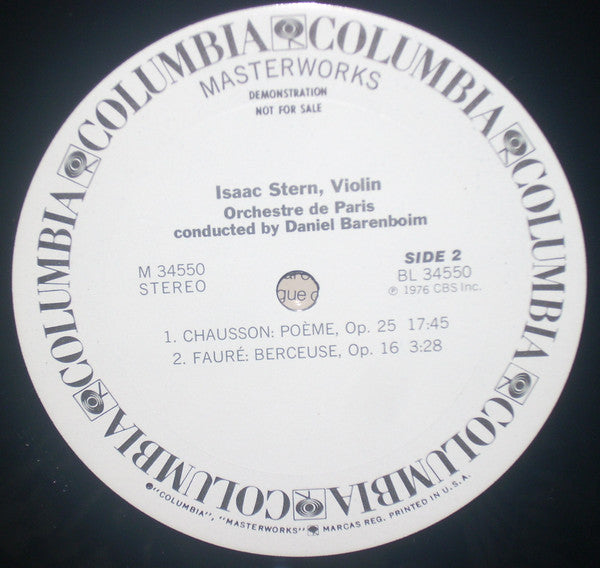 COLUMBIA COLUMBIA COLUMBIA COLUMBIA COLUMBIA COLUMBIA COLUMBIA COLUMBIA
MASTERWORKS
DEMONSTRATION
NOT FOR SALE
Isaac Stern, Violin
Orchestre de Paris
conducted by Daniel Barenboim
M 34550
STEREO
SIDE 2
BL 34550
℗ 1976 CBS Inc.
gue
1. CHAUSSON: POÈME, Op. 25 17:45
2. FAURÉ: BERCEUSE, Op. 16 3:28
"COLUMBIA", "MASTERWORKS" MARCAS REG. PRINTED IN U.S.A.